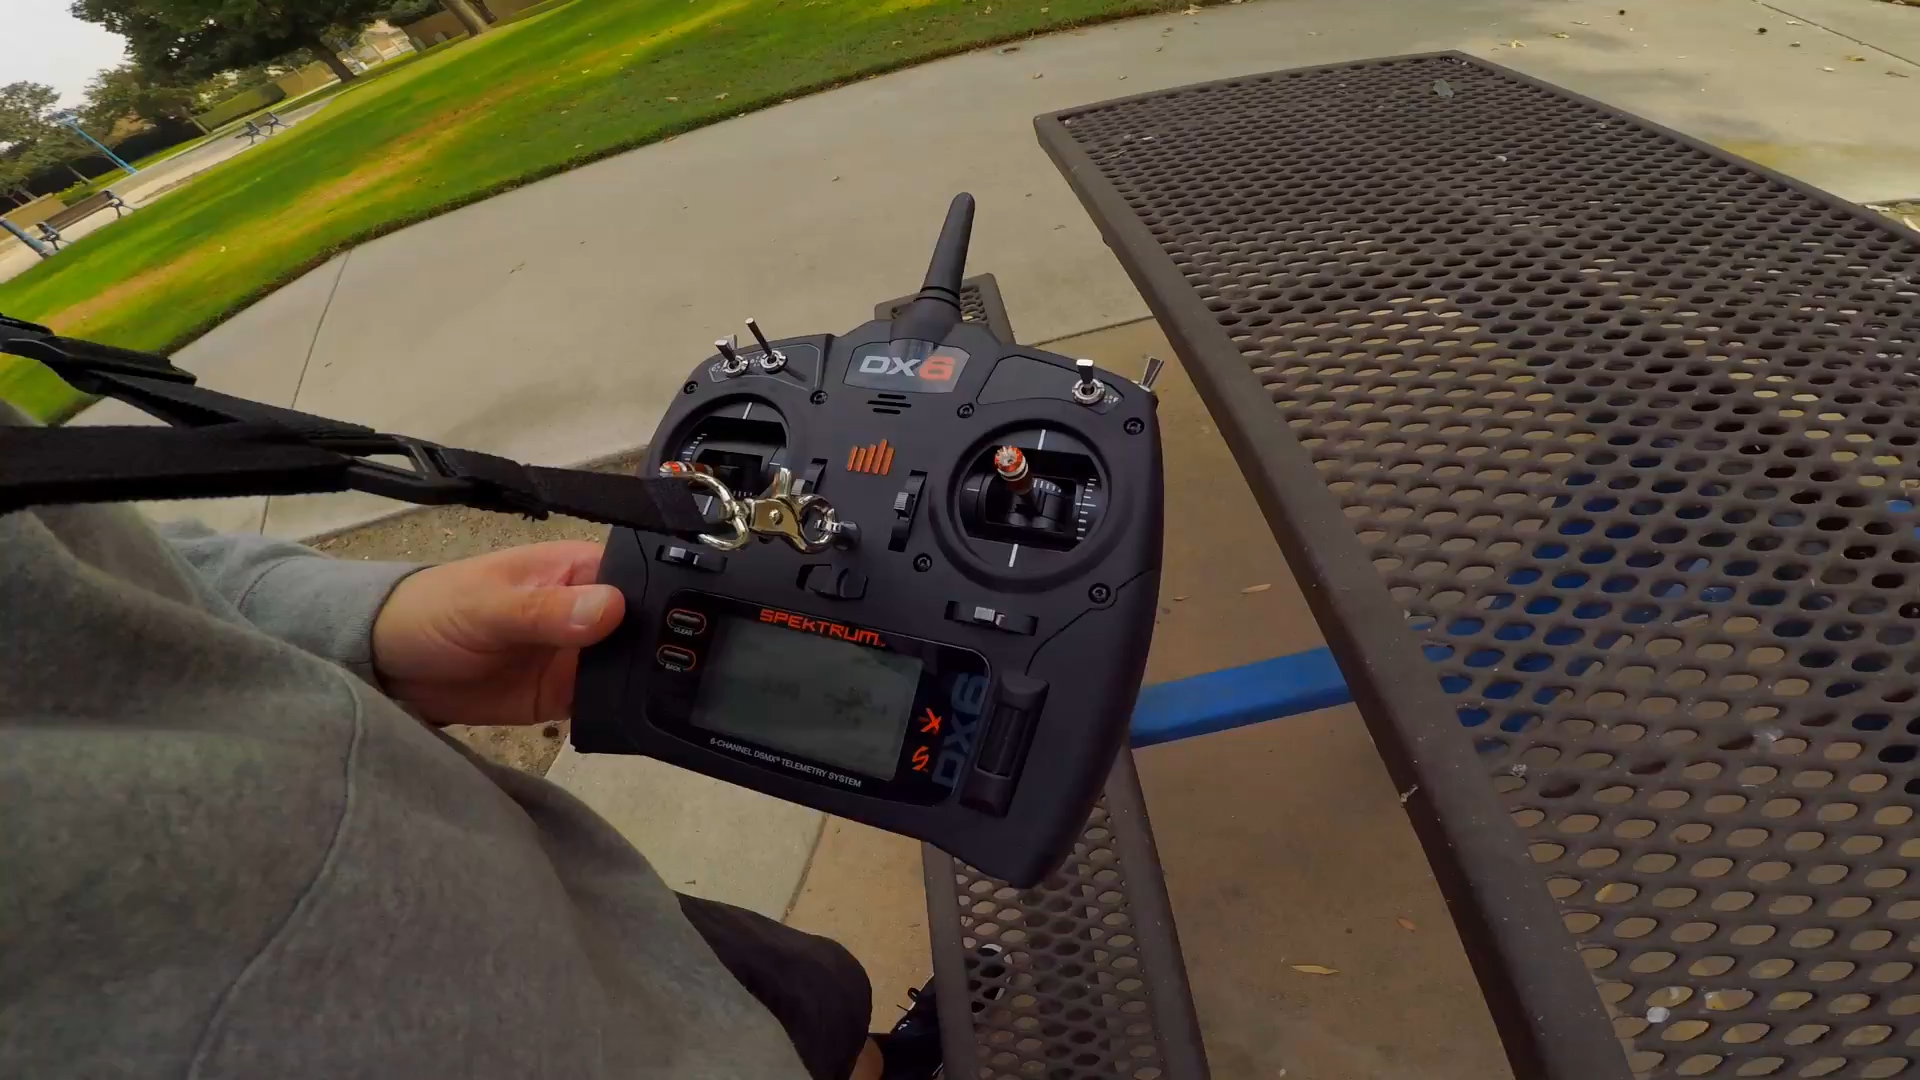 DX6
SPEKTRUM
CLEAR
BACK
DX6
6-CHANNEL DSMX® TELEMETRY SYSTEM